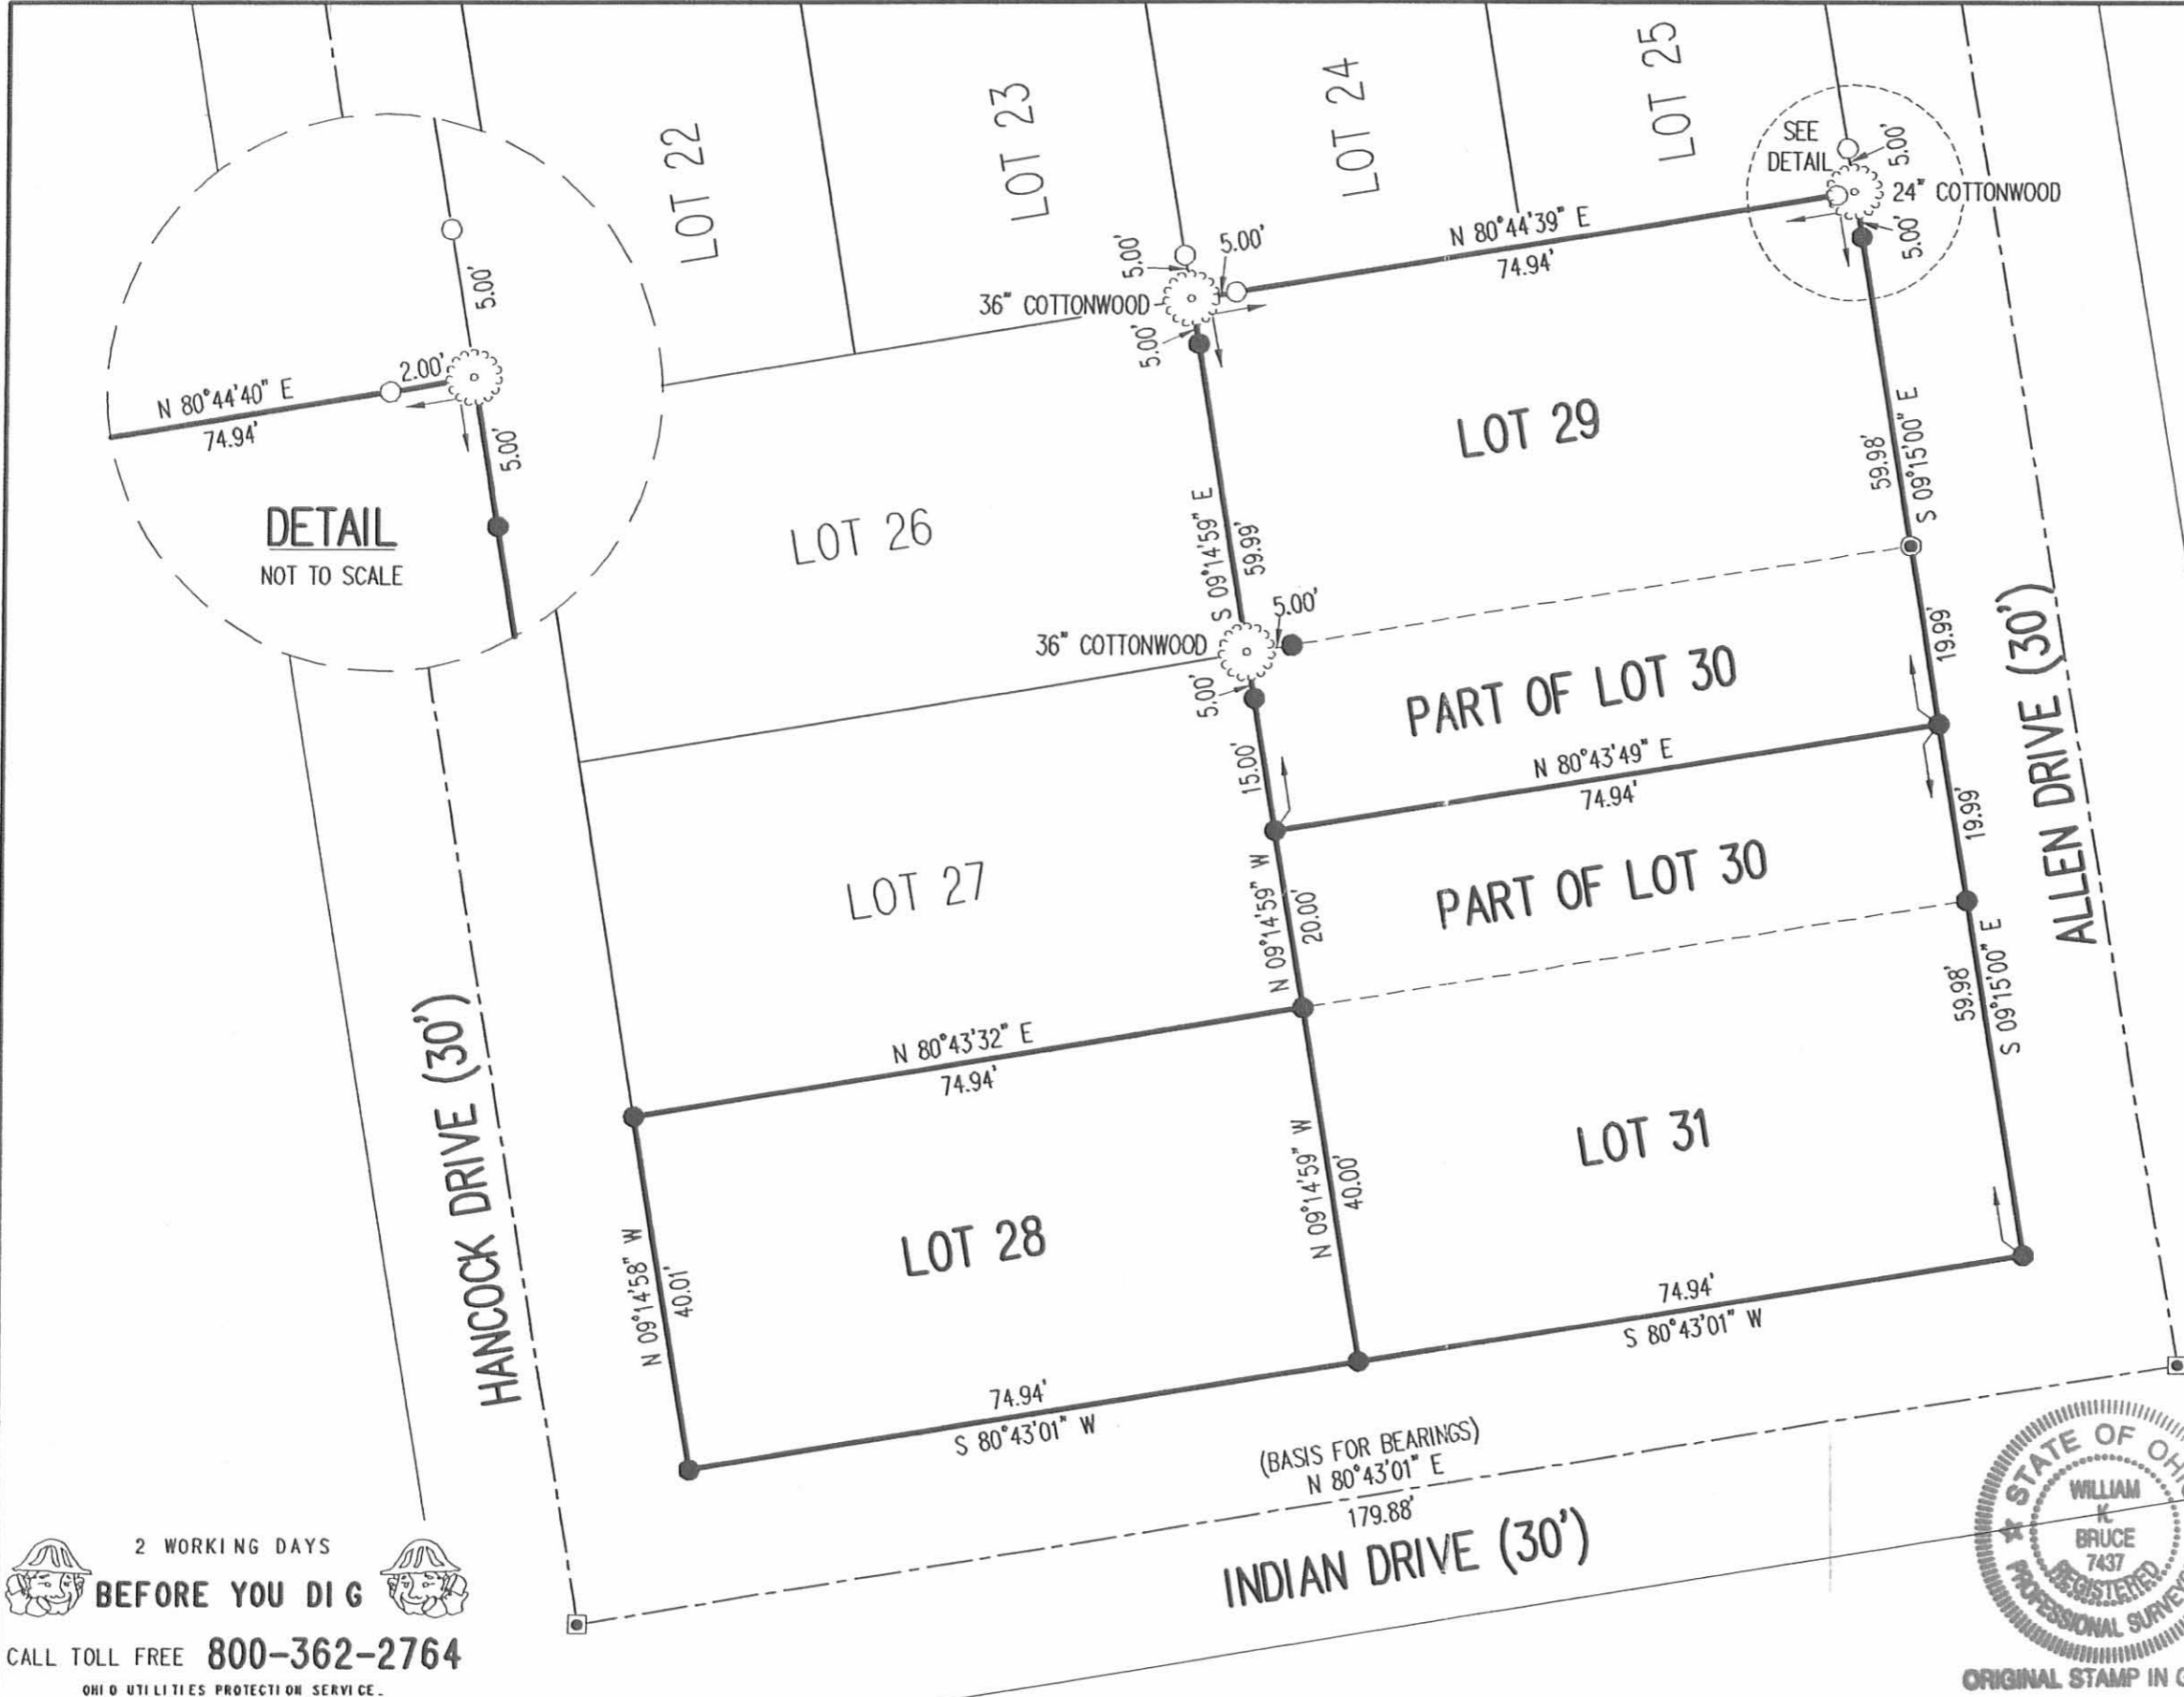 LOT 22
LOT 23
LOT 24
LOT 25
SEE
DETAIL
5.00'
24" COTTONWOOD
5.00'
N 80°44'39" E
74.94'
5.00'
5.00'
36" COTTONWOOD
5.00'
5.00'
2.00'
N 80°44'40" E
74.94'
5.00'
DETAIL
NOT TO SCALE
LOT 26
LOT 29
S 09°14'59" E
59.99'
59.98'
S 09°15'00" E
36" COTTONWOOD
5.00'
5.00'
PART OF LOT 30
19.99'
ALLEN DRIVE (30')
15.00'
N 80°43'49" E
74.94'
19.99'
LOT 27
N 09°14'59" W
20.00'
PART OF LOT 30
59.98'
S 09°15'00" E
HANCOCK DRIVE (30')
N 80°43'32" E
74.94'
N 09°14'59" W
40.00'
LOT 31
LOT 28
N 09°14'58" W
40.01'
74.94'
S 80°43'01" W
74.94'
S 80°43'01" W
(BASIS FOR BEARINGS)
N 80°43'01" E
179.88'
INDIAN DRIVE (30')
2 WORKING DAYS
BEFORE YOU DIG
CALL TOLL FREE 800-362-2764
OHIO UTILITIES PROTECTION SERVICE.
STATE OF
WILLIAM
K.
BRUCE
7437
REGISTERED
PROFESSIONAL
ORIGINAL STAMP IN